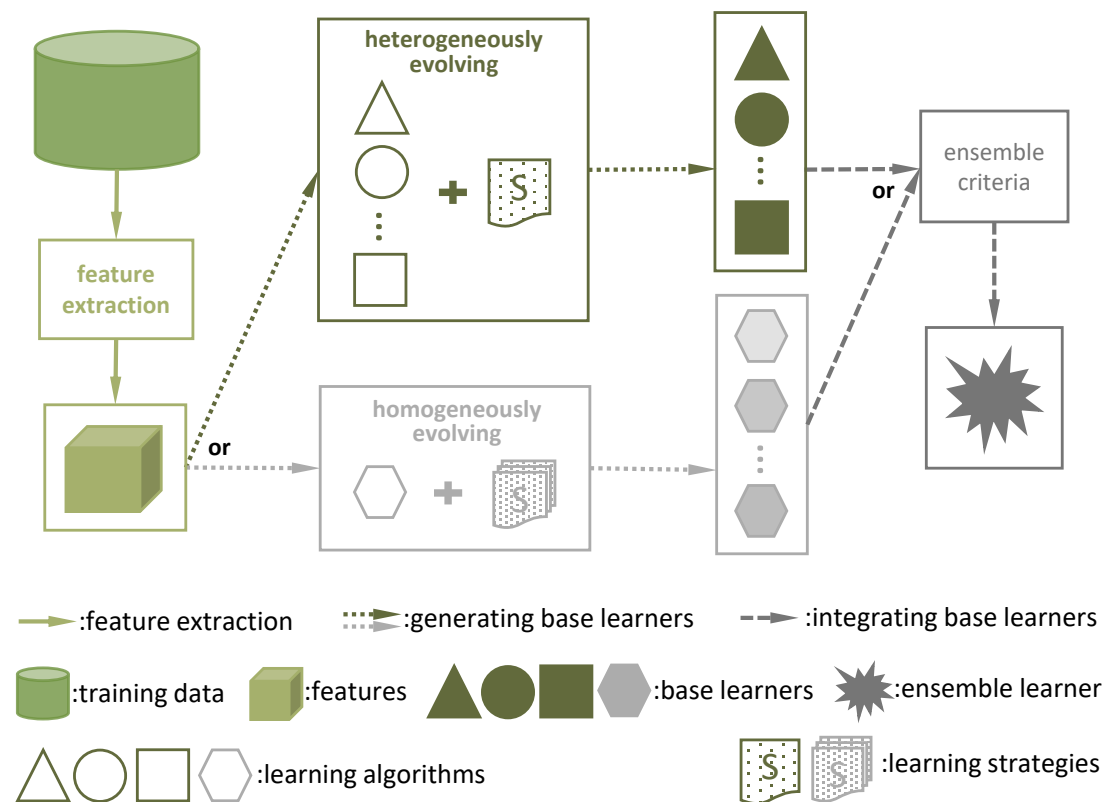 heterogeneously
evolving
S
ensemble
criteria
or
feature
extraction
homogeneously
evolving
or
S
:feature extraction
:generating base learners
:integrating base learners
:training data
:features
:base learners
:ensemble learner
:learning algorithms
S
S
:learning strategies